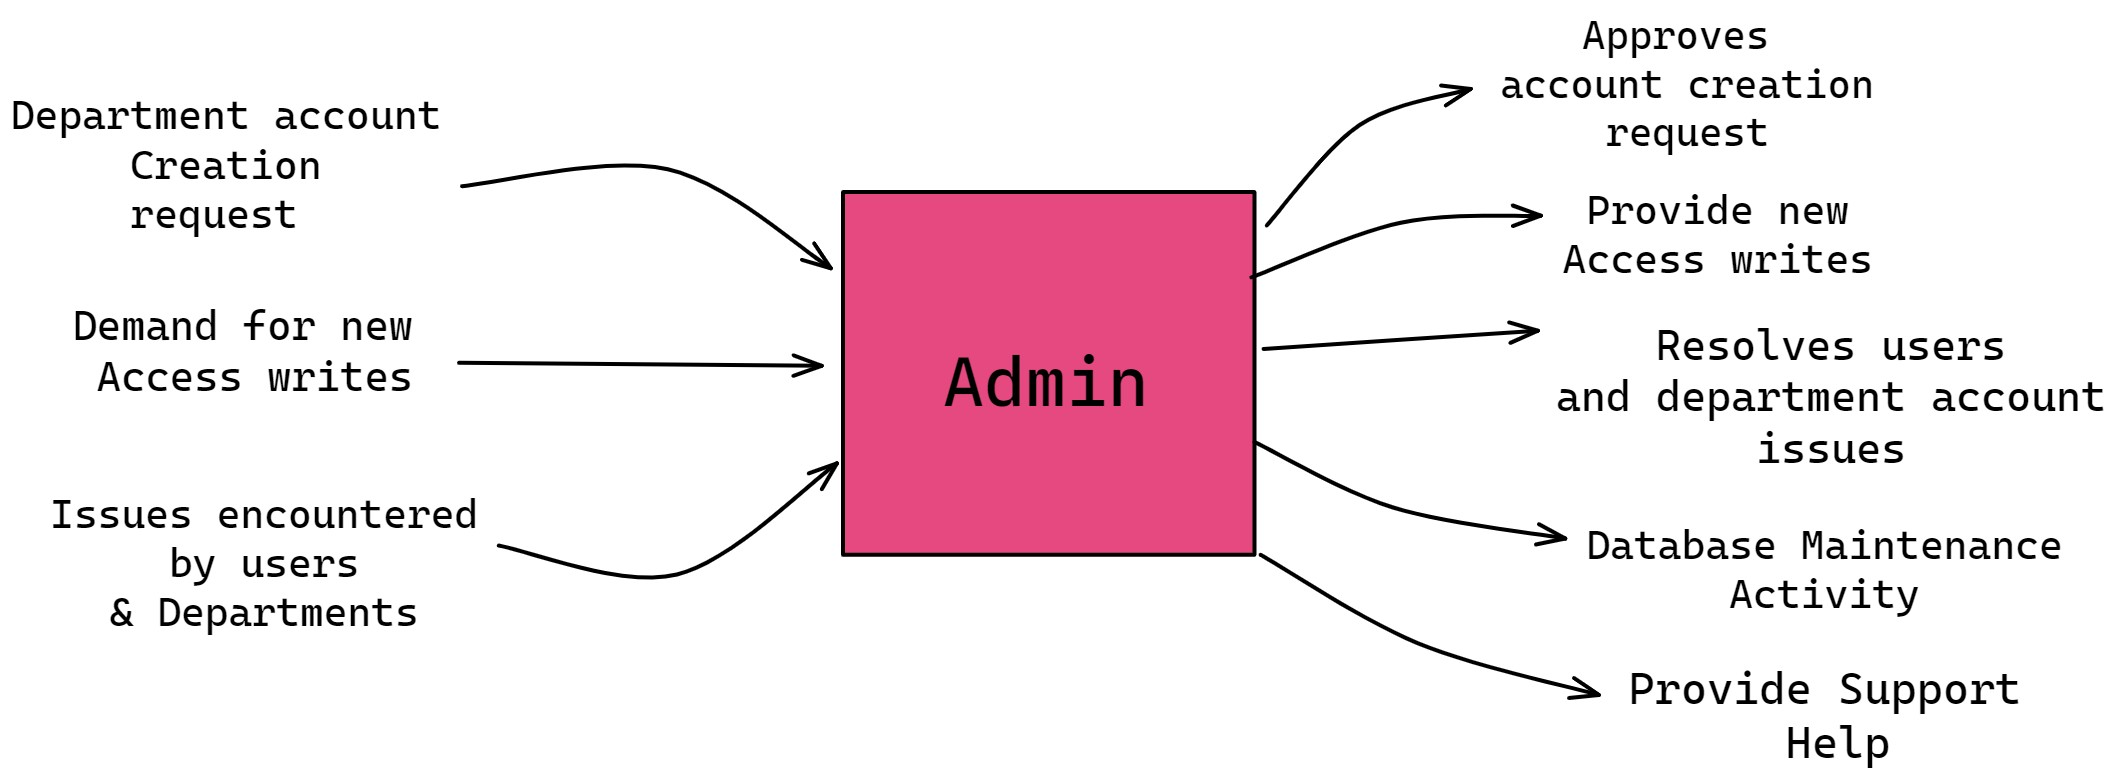 Department account
Creation
request
Demand for new
Access writes
Issues encountered
by users
& Departments
Admin
Approves
account creation
request
Provide new
Access writes
Resolves users
and department account
issues
Database Maintenance
Activity
Provide Support
Help